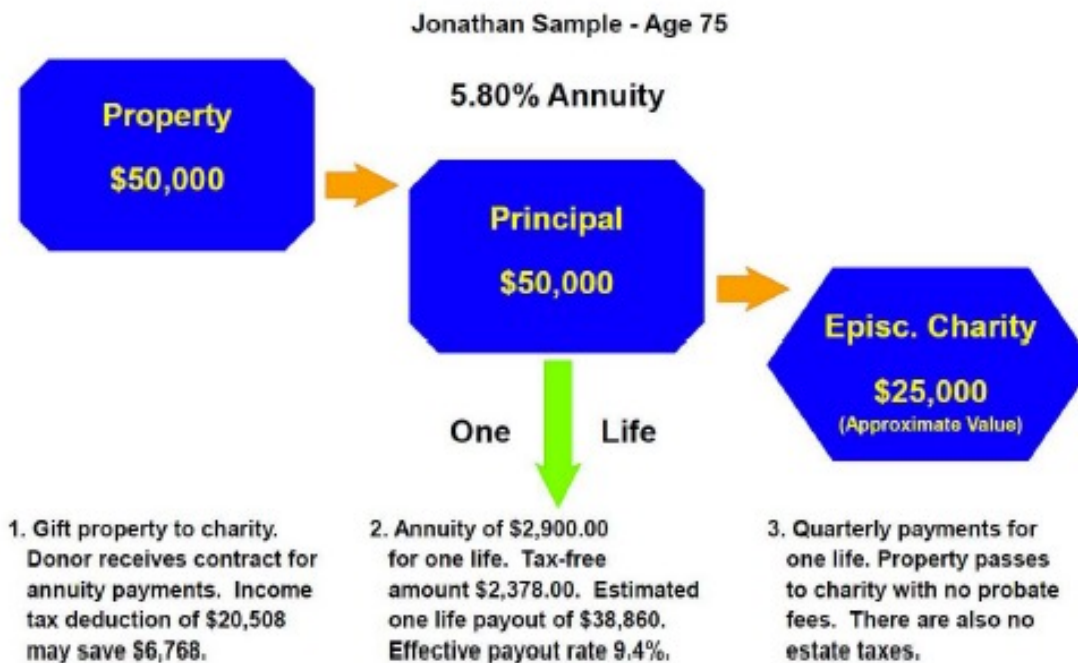 Jonathan Sample - Age 75
5.80% Annuity
Property
$50,000
Principal
$50,000
Episc. Charity
$25,000
(Approximate Value)
One Life
1. Gift property to charity.
Donor receives contract for
annuity payments. Income
tax deduction of $20,508
may save $6,768.
2. Annuity of $2,900.00
for one life. Tax-free
amount $2,378.00. Estimated
one life payout of $38,860.
Effective payout rate 9.4%.
3. Quarterly payments for
one life. Property passes
to charity with no probate
fees. There are also no
estate taxes.